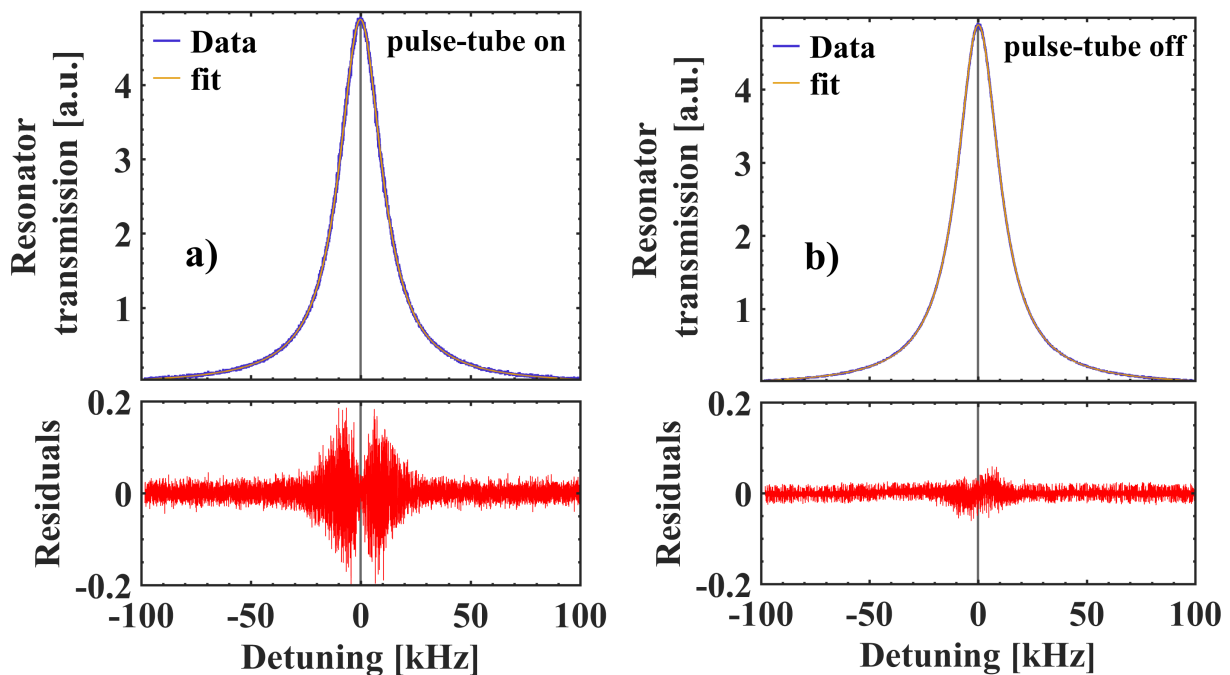 Data
fit
pulse-tube on
a)
Resonator
transmission [a.u.]
4
3
2
1
0.2
0
-0.2
Residuals
-100 -50 0 50 100
Detuning [kHz]
Data
fit
pulse-tube off
b)
Resonator
transmission [a.u.]
4
3
2
1
0.2
0
-0.2
Residuals
-100 -50 0 50 100
Detuning [kHz]